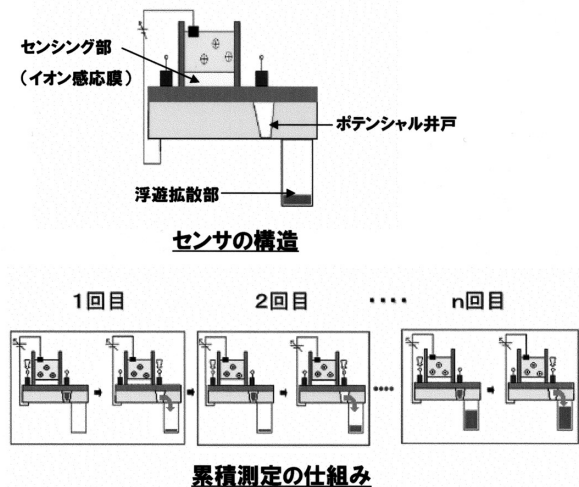 センシング部
（イオン感応膜）
ポテンシャル井戸
浮遊拡散部
センサの構造
1回目
2回目
‥‥
n回目
‥‥
累積測定の仕組み